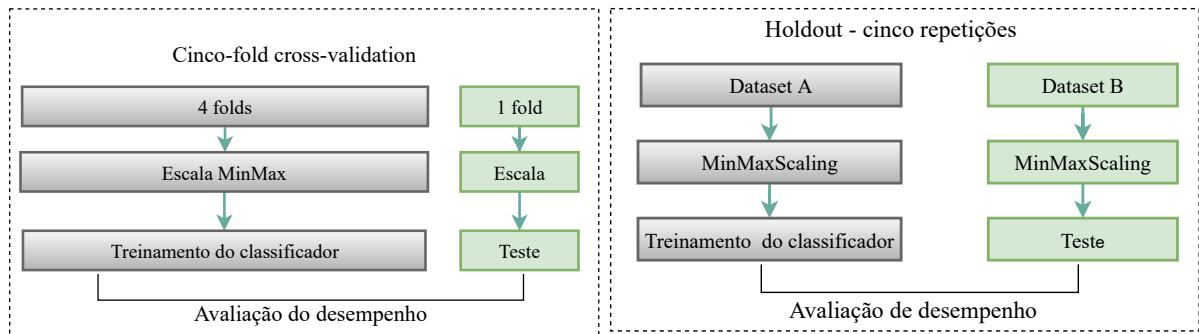 Cinco-fold cross-validation
4 folds
1 fold
Escala MinMax
Escala
Treinamento do classificador
Teste
Avaliação do desempenho
Holdout - cinco repetições
Dataset A
Dataset B
MinMaxScaling
MinMaxScaling
Treinamento do classificador
Teste
Avaliação de desempenho